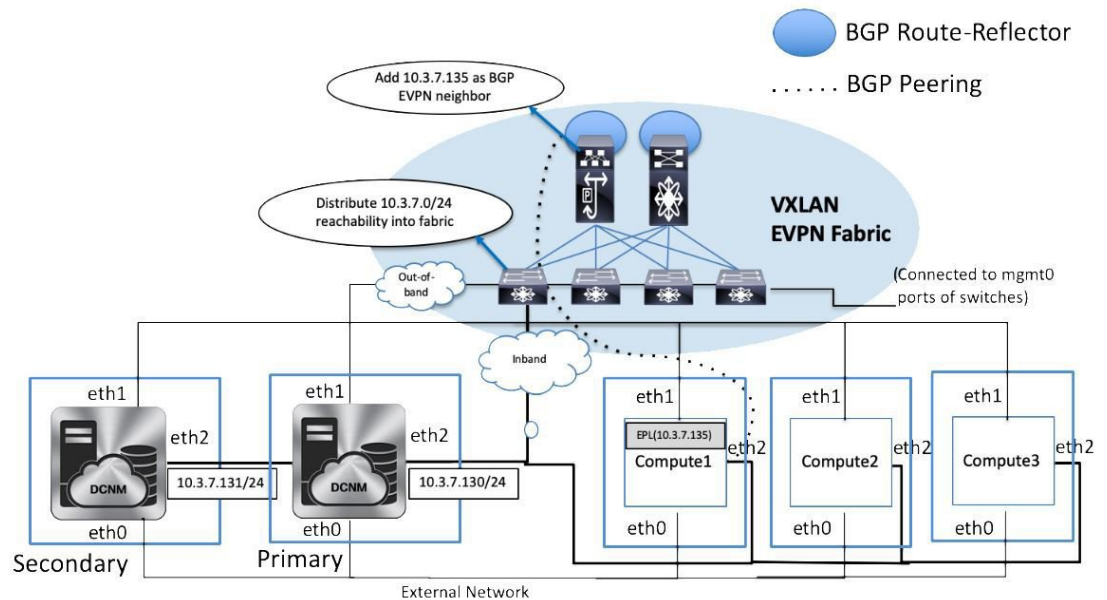 BGP Route-Reflector
BGP Peering
Add 10.3.7.135 as BGP
EVPN neighbor
P
Distribute 10.3.7.0/24
reachability into fabric
VXLAN
EVPN Fabric
Out-of-
band
(Connected to mgmt0
ports of switches)
Inband
eth1
eth1
eth1
eth1
eth1
eth2
eth2
EPL(10.3.7.135)
eth2
eth2
eth2
Compute1
Compute2
Compute3
DCNM
10.3.7.131/24
DCNM
10.3.7.130/24
eth0
eth0
eth0
eth0
eth0
Secondary
Primary
External Network